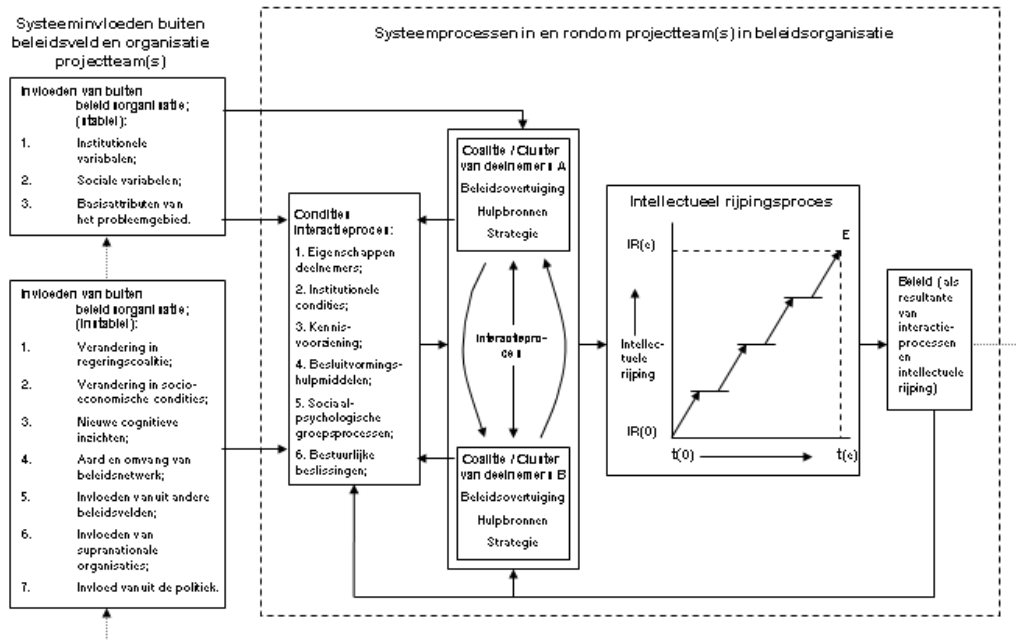 Systeeminvloeden buiten
beleidsveld en organisatie
projectteam(s)
Systeemprocessen in en rondom projectteam(s) in beleidsorganisatie
Invloeden van buiten
beleidsorganisatie;
(stabiel):
1. Institutionele
variabalen;
2. Sociale variabelen;
3. Basisattributen van
het probleemgebied.
Invloeden van buiten
beleidsorganisatie;
(instabiel):
1. Verandering in
regeringscoalitie;
2. Verandering in socio-
economische condities;
3. Nieuwe cognitieve
inzichten;
4. Aard en omvang van
beleidsnetwerk;
5. Invloeden vanuit andere
beleidsvelden;
6. Invloeden van
supranationale
organisaties;
7. Invloed vanuit de politiek.
Condities
Interactieproces:
1. Eigenschappen
deelnemers;
2. Institutionele
condities;
3. Kennis-
voorziening;
4. Besluitvormings-
hulpmiddelen;
5. Sociaal-
psychologische
groepsprocessen;
6. Bestuurlijke
beslissingen;
Coalitie / Cluster
van deelnemers A
Beleidsovertuiging
Hulpbronnen
Strategie
Interactiepro-
ces
Coalitie / Cluster
van deelnemers B
Beleidsovertuiging
Hulpbronnen
Strategie
Intellectueel rijpingsproces
IR(e)
E
Intellec-
tuele
rijping
IR(0)
t(0)
t(e)
Beleid (als
resultante
van
interactie-
processen
en
intellectuele
rijping)